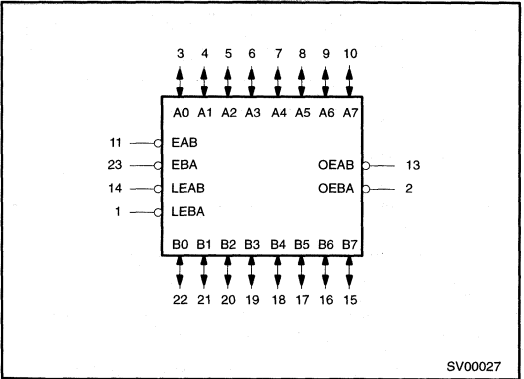 3 4 5 6 7 8 9 10
A0 A1 A2 A3 A4 A5 A6 A7
11 EAB
23 EBA OEAB 13
14 LEAB OEBA 2
1 LEBA
B0 B1 B2 B3 B4 B5 B6 B7
22 21 20 19 18 17 16 15
SV00027